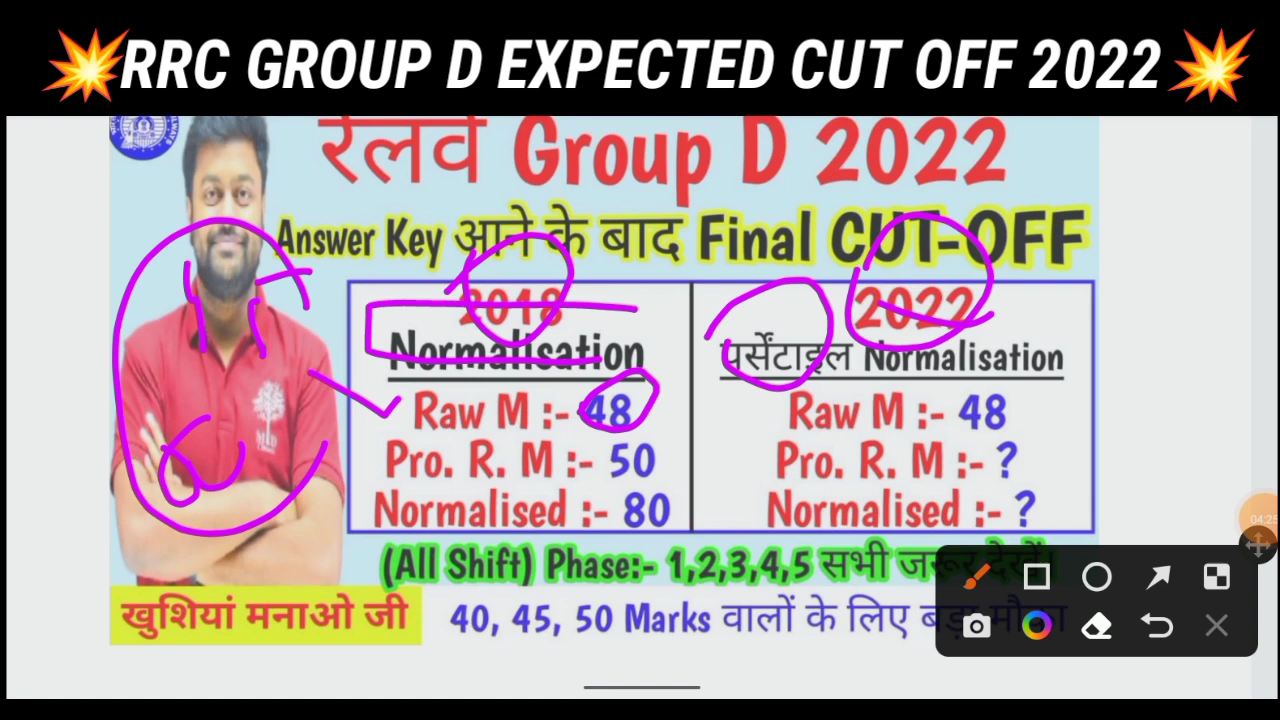 RRC GROUP D EXPECTED CUT OFF 2022
रेलवे Group D 2022
Answer Key आने के बाद Final CUT-OFF
2018
Normalisation
Raw M :- 48
Pro. R. M :- 50
Normalised :- 80
2022
पर्सेंटाइल Normalisation
Raw M :- 48
Pro. R. M :- ?
Normalised :- ?
(All Shift) Phase:- 1,2,3,4,5 सभी जरूर देखें।
खुशियां मनाओ जी
40, 45, 50 Marks वालों के लिए बड़ा मौका
04:25